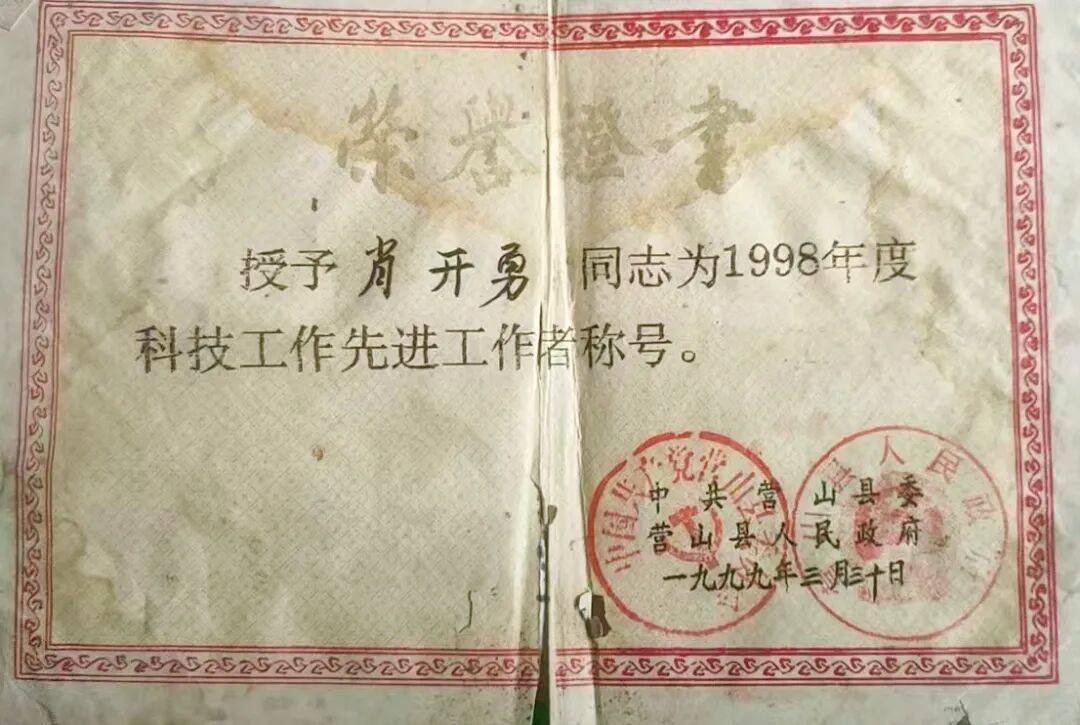 荣誉證书
授予 肖开勇 同志为1998年度
科技工作先进工作者称号。
中共营山县委
营山县人民政府
一九九九年三月三十日